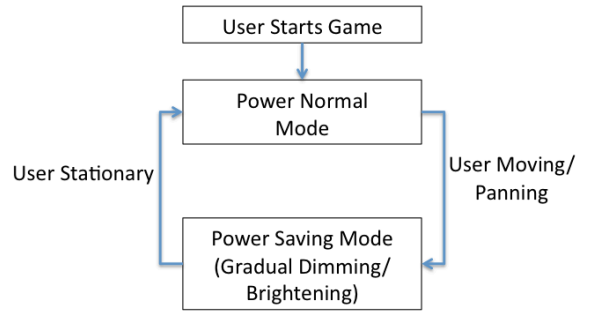 User Starts Game
Power Normal
Mode
User Stationary
User Moving/
Panning
Power Saving Mode
(Gradual Dimming/
Brightening)